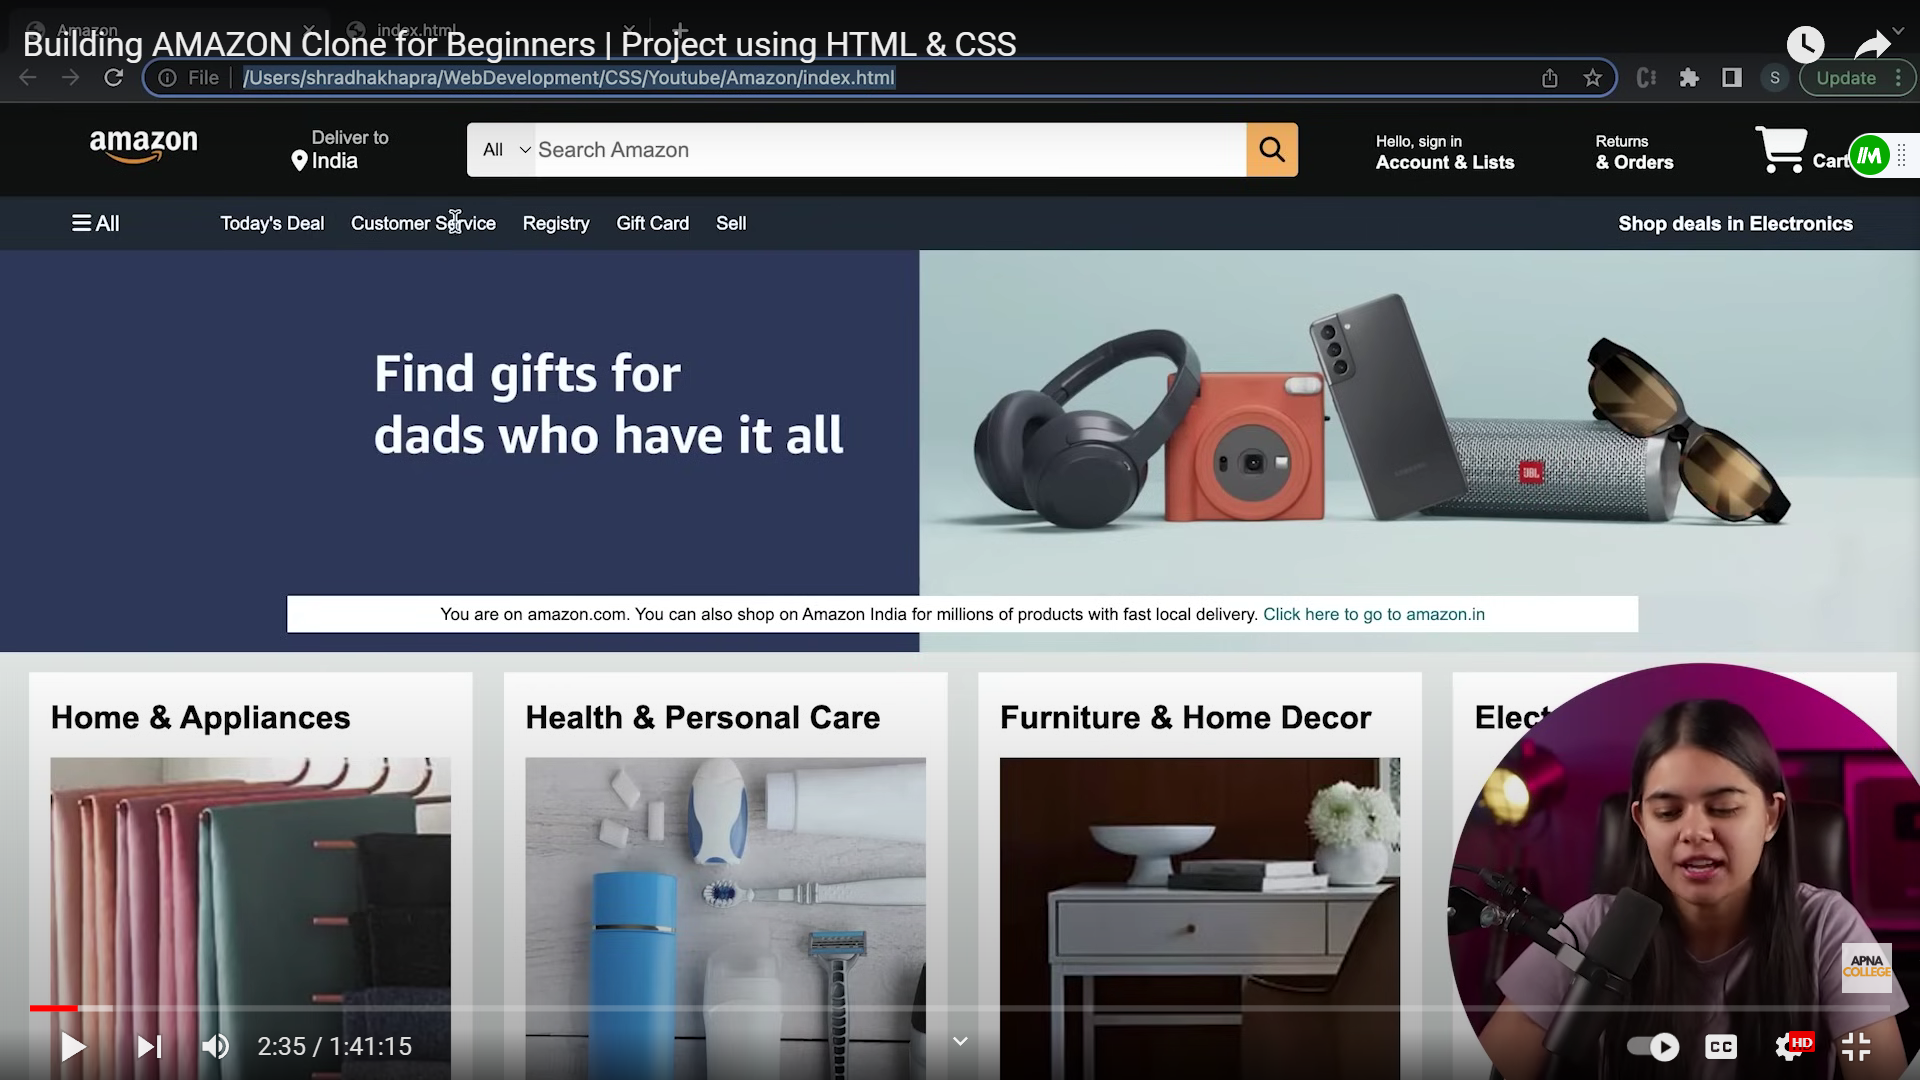 Amazon
index.html
Building AMAZON Clone for Beginners | Project using HTML & CSS
File
/Users/shradhakhapra/WebDevelopment/CSS/Youtube/Amazon/index.html
S
Update
amazon
Deliver to
India
All
Search Amazon
Hello, sign in
Account & Lists
Returns
& Orders
Cart
All
Today's Deal
Customer Service
Registry
Gift Card
Sell
Shop deals in Electronics
Find gifts for
dads who have it all
JBL
You are on amazon.com. You can also shop on Amazon India for millions of products with fast local delivery. Click here to go to amazon.in
Home & Appliances
Health & Personal Care
Furniture & Home Decor
Elect
APNA
COLLEGE
2:35 / 1:41:15
CC
HD